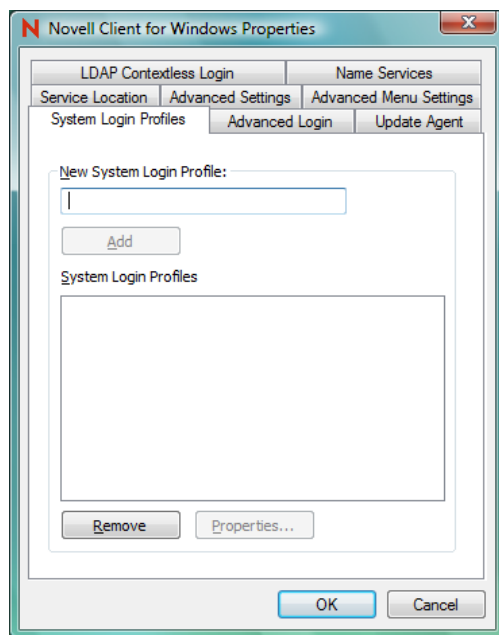 Novell Client for Windows Properties
LDAP Contextless Login Name Services
Service Location Advanced Settings Advanced Menu Settings
System Login Profiles Advanced Login Update Agent
New System Login Profile:
Add
System Login Profiles
Remove Properties...
OK Cancel